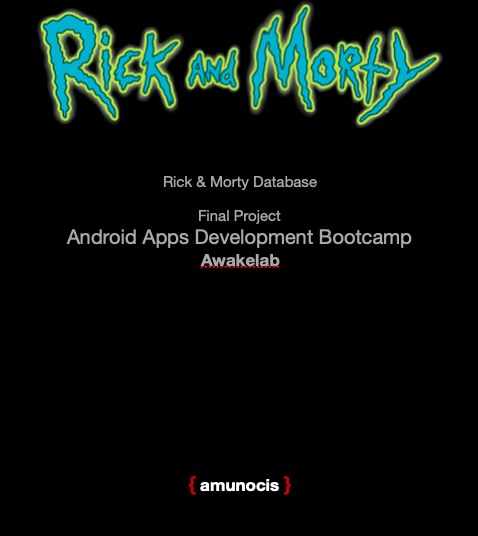 Rick And Morty
Rick & Morty Database
Final Project
Android Apps Development Bootcamp
Awakelab
{ amunocis }